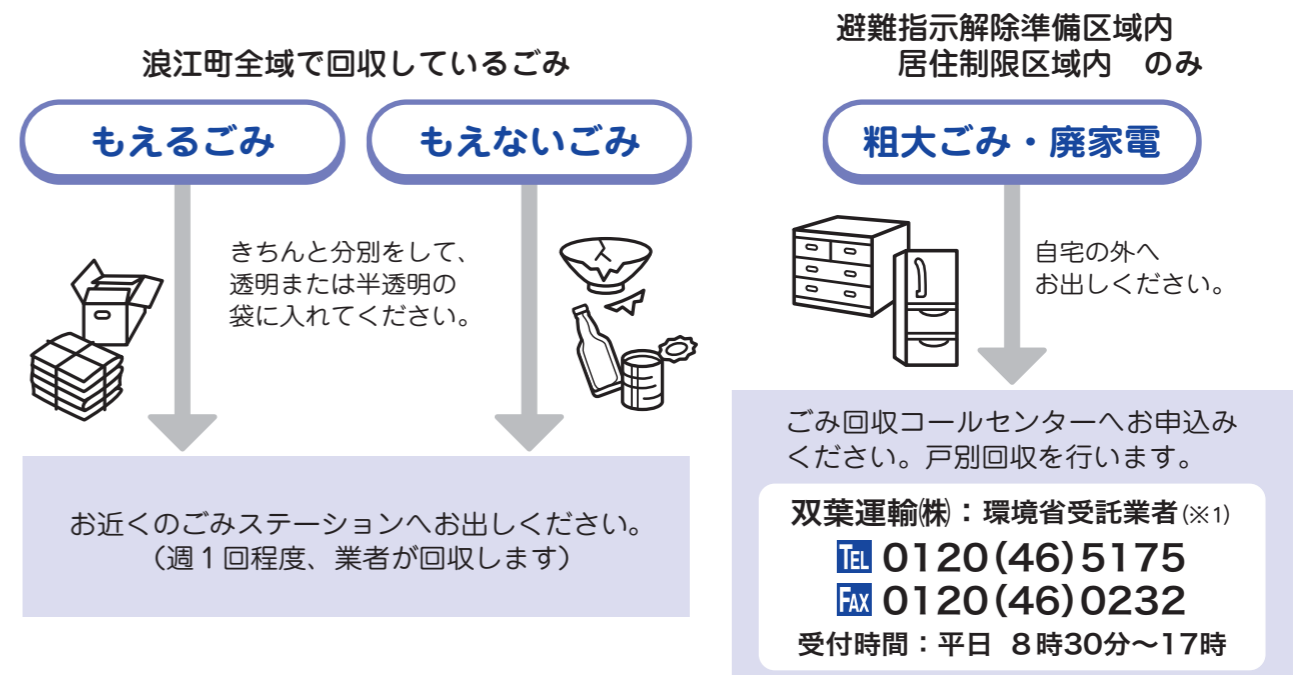 浪江町全域で回収しているごみ
もえるごみ
もえないごみ
きちんと分別をして、
透明または半透明の
袋に入れてください。
お近くのごみステーションへお出しください。
（週１回程度、業者が回収します）
避難指示解除準備区域内
居住制限区域内　のみ
粗大ごみ・廃家電
自宅の外へ
お出しください。
ごみ回収コールセンターへお申込み
ください。戸別回収を行います。
双葉運輸㈱：環境省受託業者(※1)
TEL 0120(46)5175
FAX 0120(46)0232
受付時間：平日 8時30分～17時